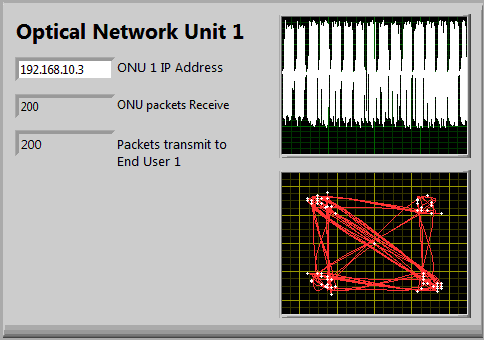 Optical Network Unit 1
192.168.10.3 ONU 1 IP Address
200 ONU packets Receive
200 Packets transmit to
End User 1